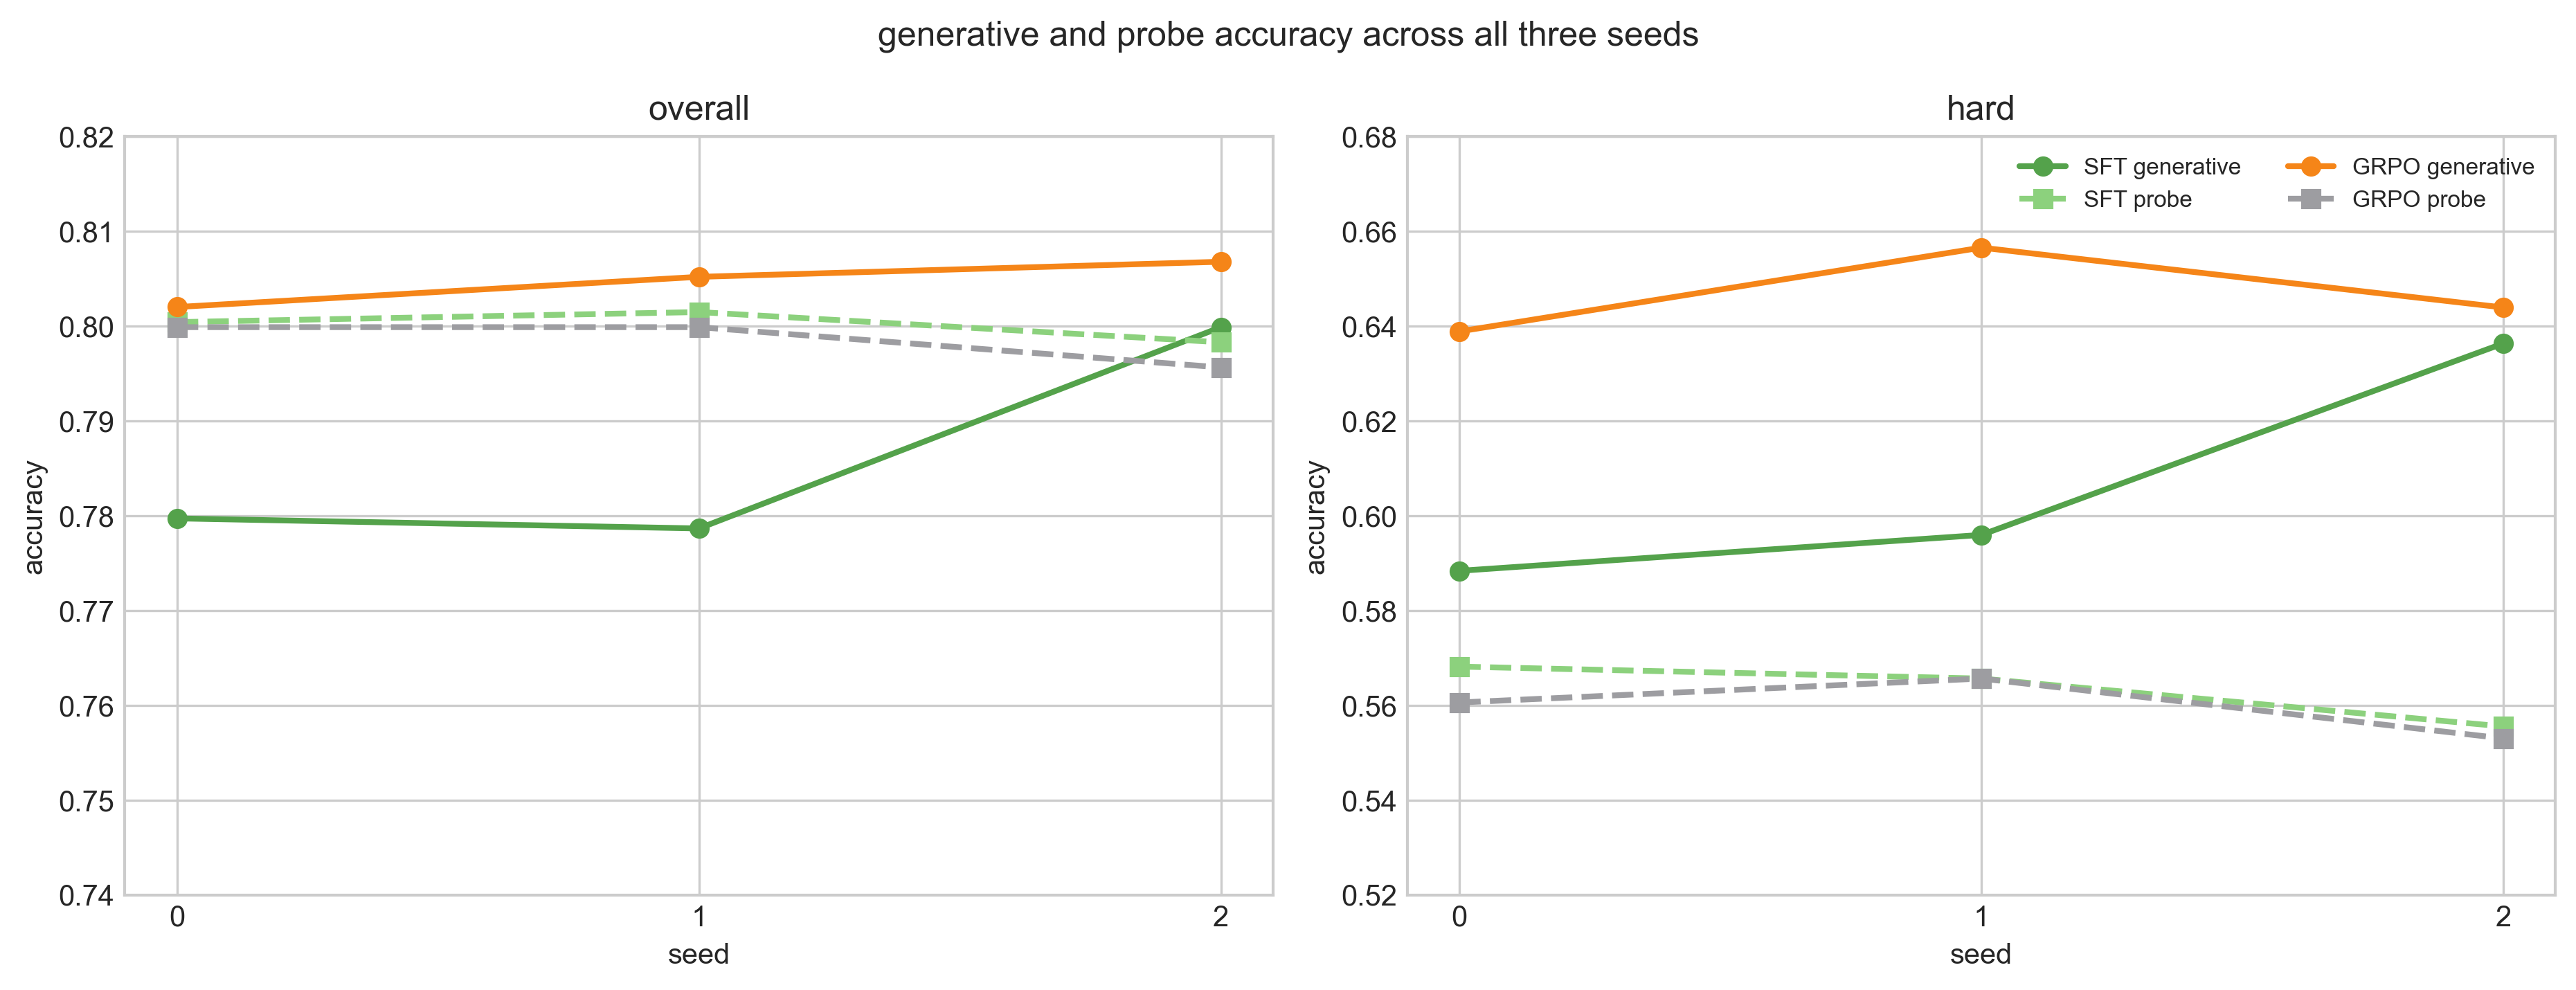 generative and probe accuracy across all three seeds
overall
0.82
0.81
0.80
0.79
0.78
0.77
0.76
0.75
0.74
accuracy
0 1 2
seed
hard
0.68
0.66
0.64
0.62
0.60
0.58
0.56
0.54
0.52
accuracy
SFT generative GRPO generative
SFT probe GRPO probe
0 1 2
seed